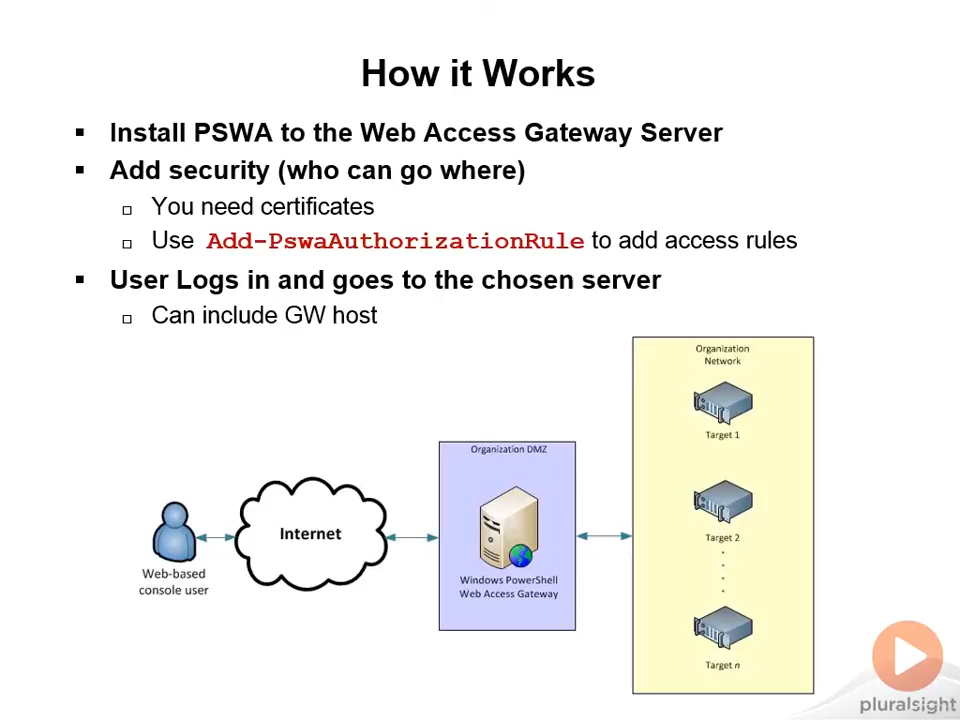 How it Works
▪ Install PSWA to the Web Access Gateway Server
▪ Add security (who can go where)
□ You need certificates
□ Use Add-PswaAuthorizationRule to add access rules
▪ User Logs in and goes to the chosen server
□ Can include GW host
Organization
Network
Target 1
Organization DMZ
Internet
Target 2
Web-based
console user
Windows PowerShell
Web Access Gateway
Target n
pluralsight